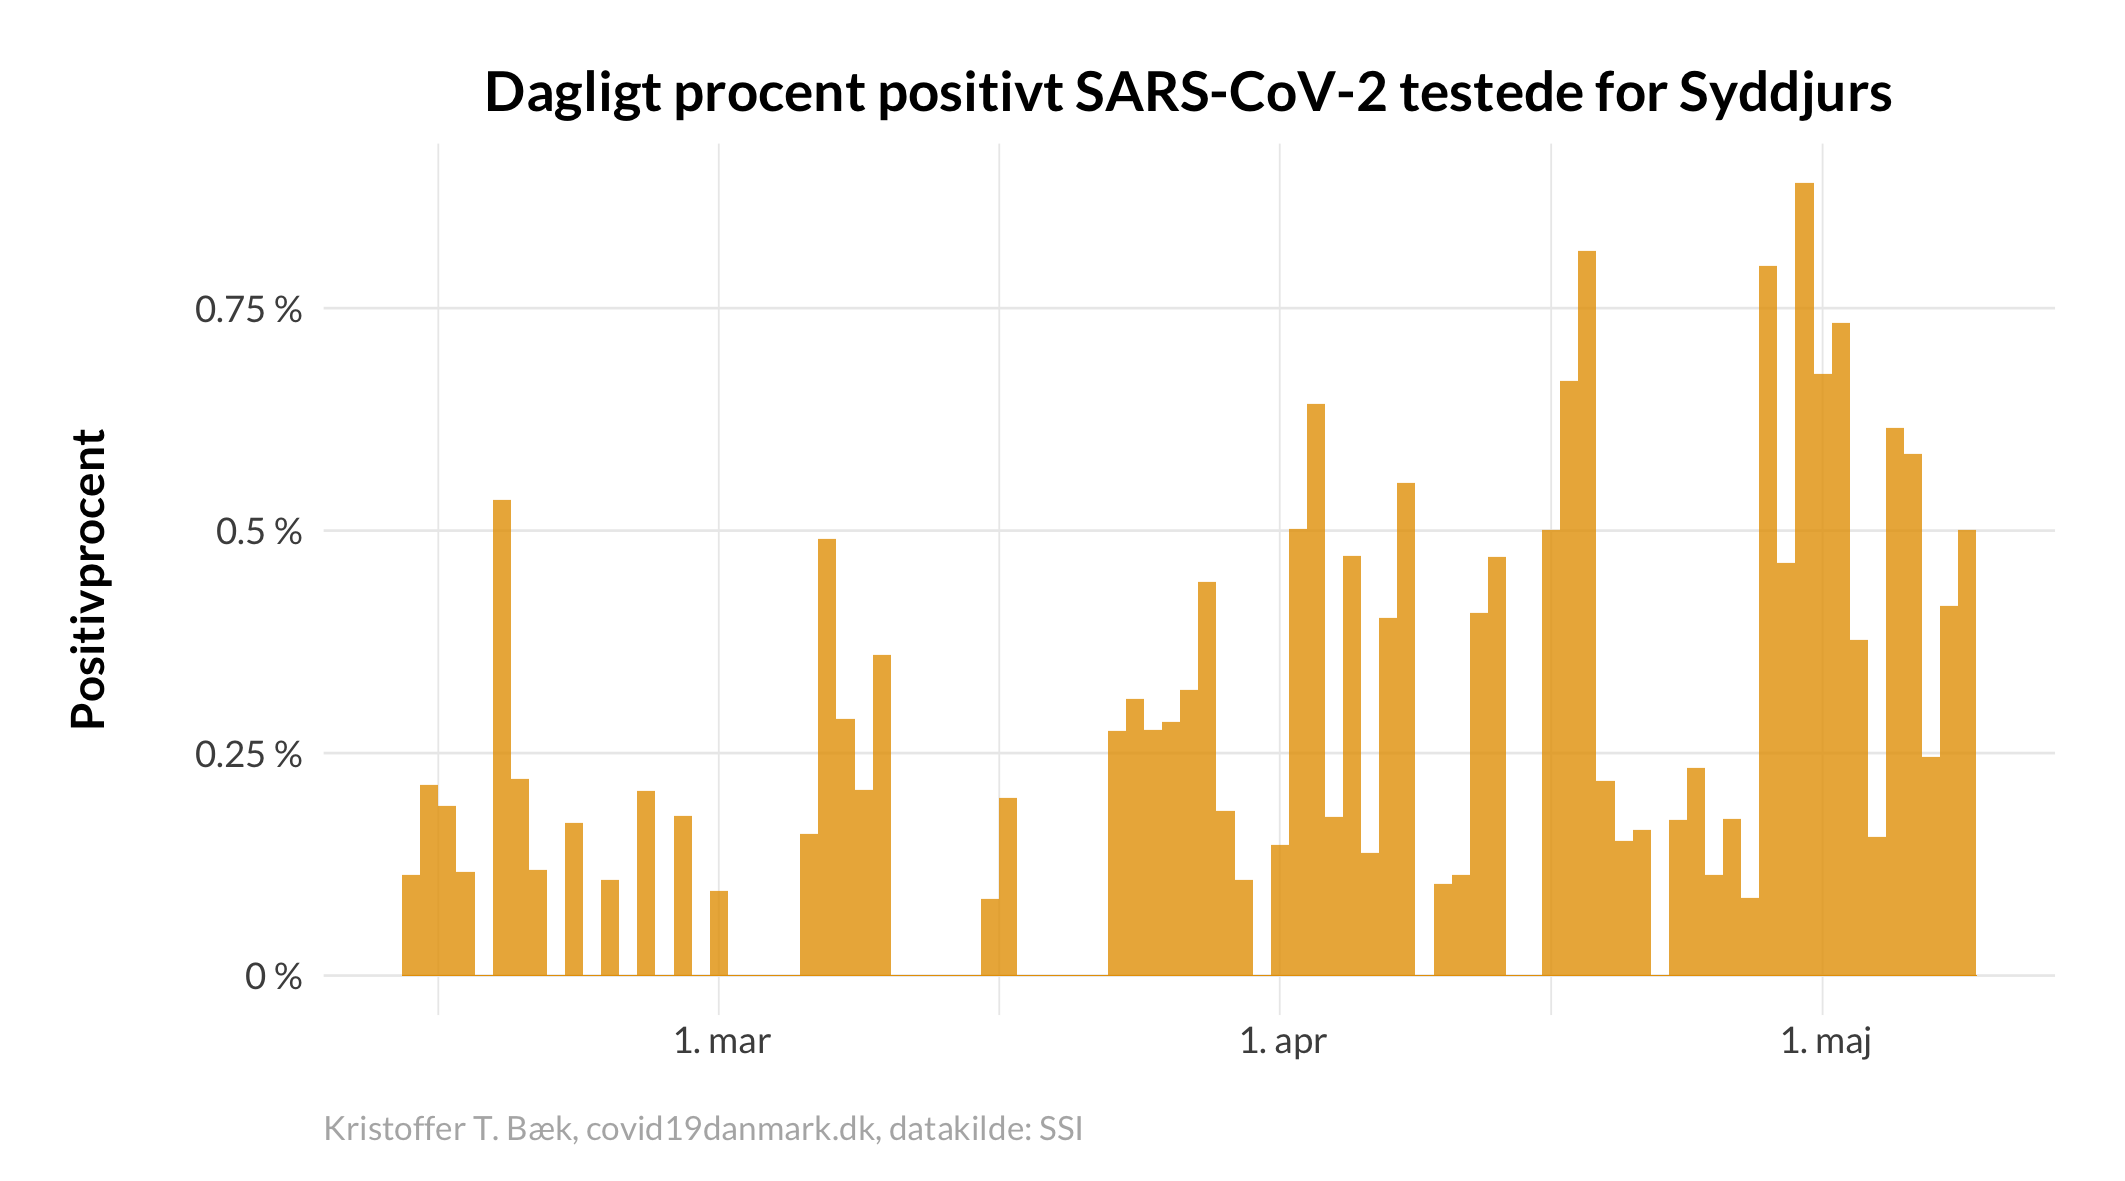 Dagligt procent positivt SARS-CoV-2 testede for Syddjurs
Positivprocent
0.75 %
0.5 %
0.25 %
0 %
1. mar
1. apr
1. maj
Kristoffer T. Bæk, covid19danmark.dk, datakilde: SSI